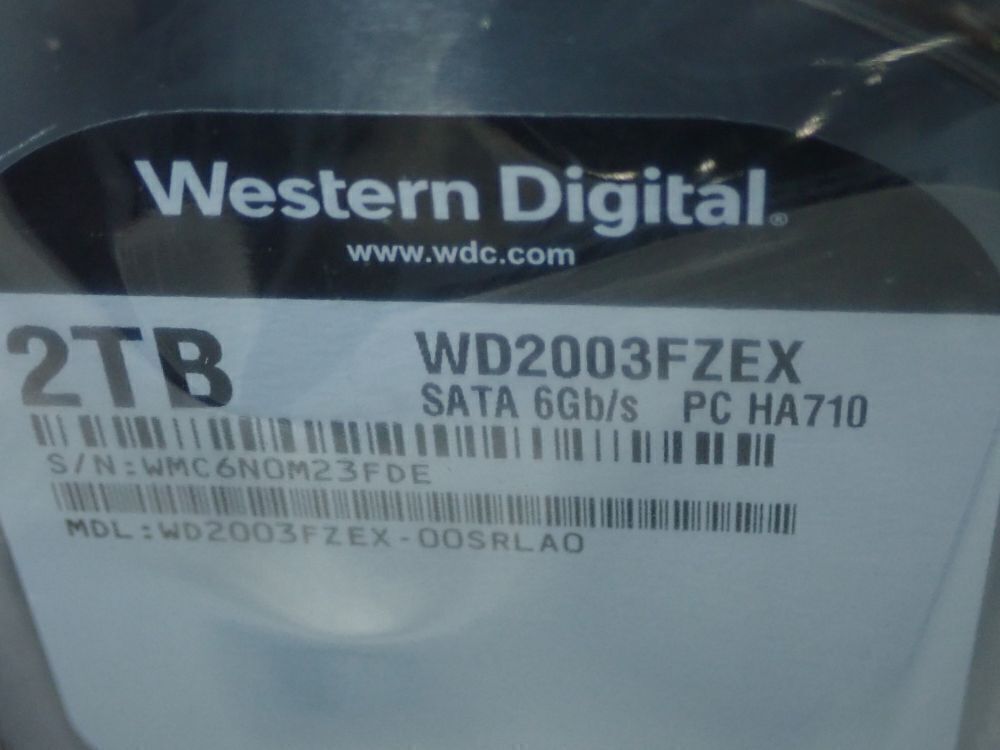 Western Digital®
www.wdc.com
2TB WD2003FZEX
SATA 6Gb/s PC HA710
S/N:WMC6N0M23FDE
MDL:WD2003FZEX-00SRLA0